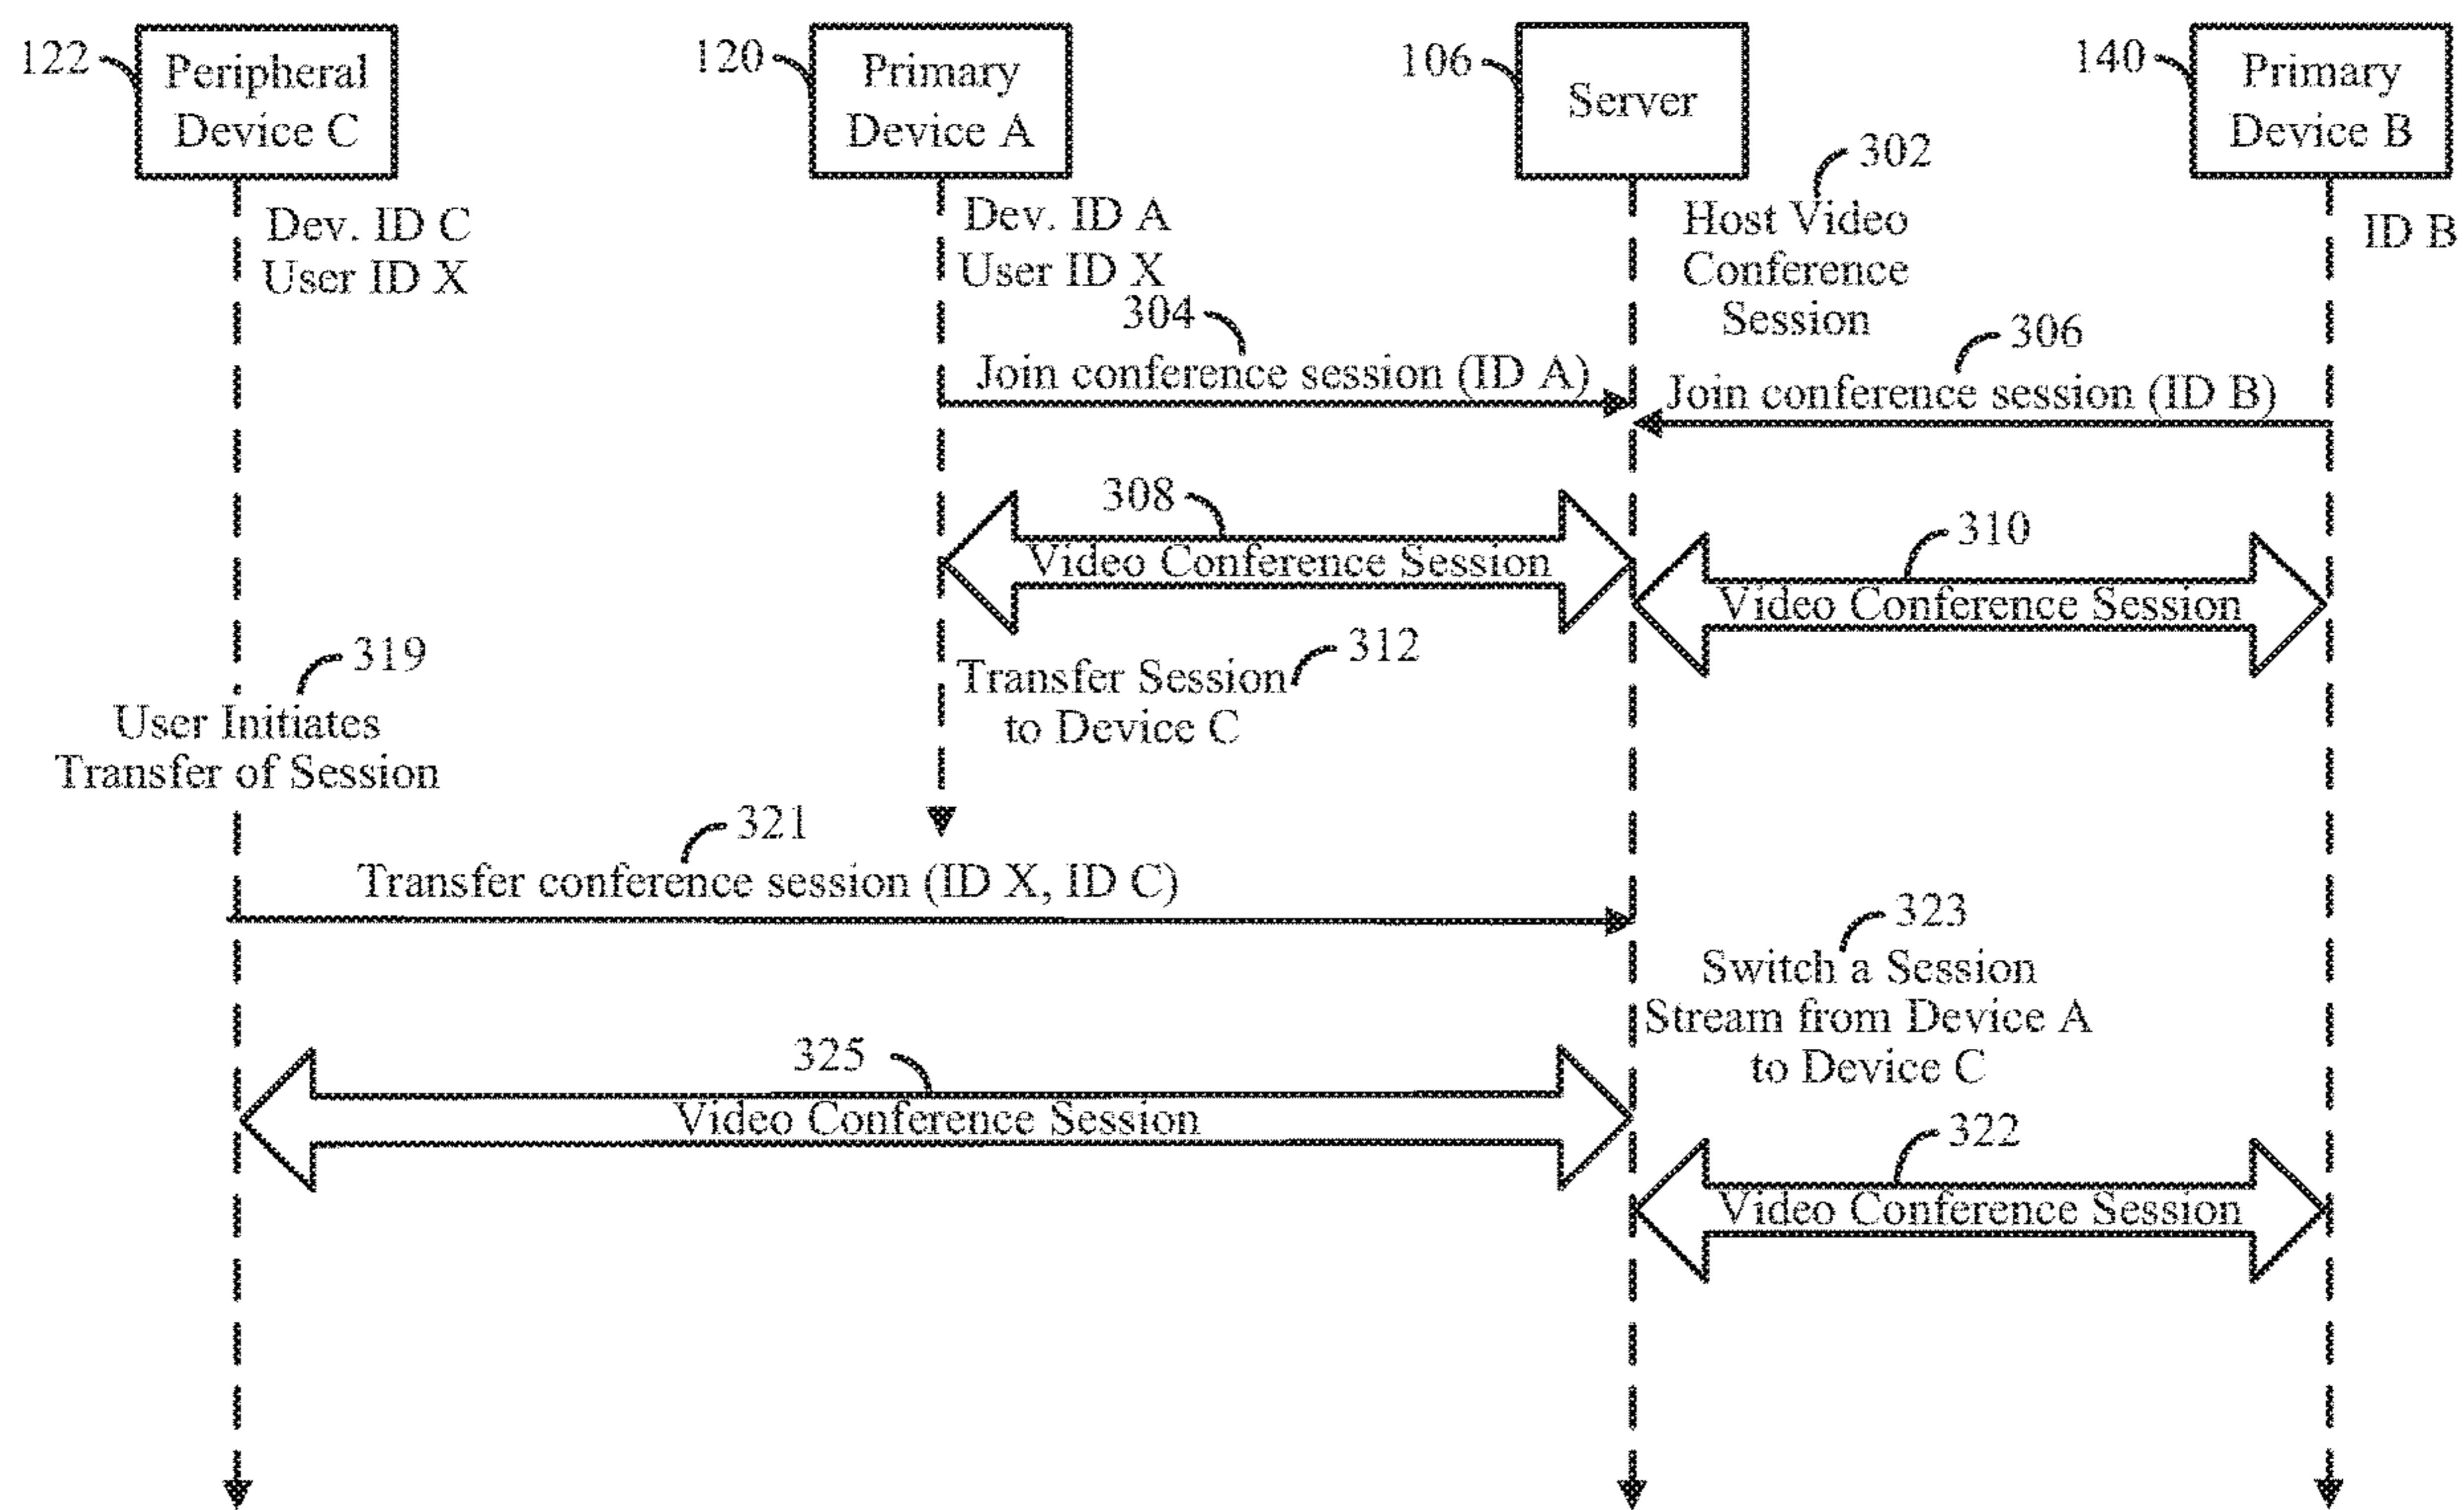 122
Peripheral
Device C
120
Primary
Device A
106
Server
140
Primary
Device B
Dev. ID C
User ID X
Dev. ID A
User ID X
302
Host Video
Conference
Session
ID B
304
Join conference session (ID A)
306
Join conference session (ID B)
308
Video Conference Session
310
Video Conference Session
312
Transfer Session
to Device C
319
User Initiates
Transfer of Session
321
Transfer conference session (ID X, ID C)
323
Switch a Session
Stream from Device A
to Device C
325
Video Conference Session
322
Video Conference Session